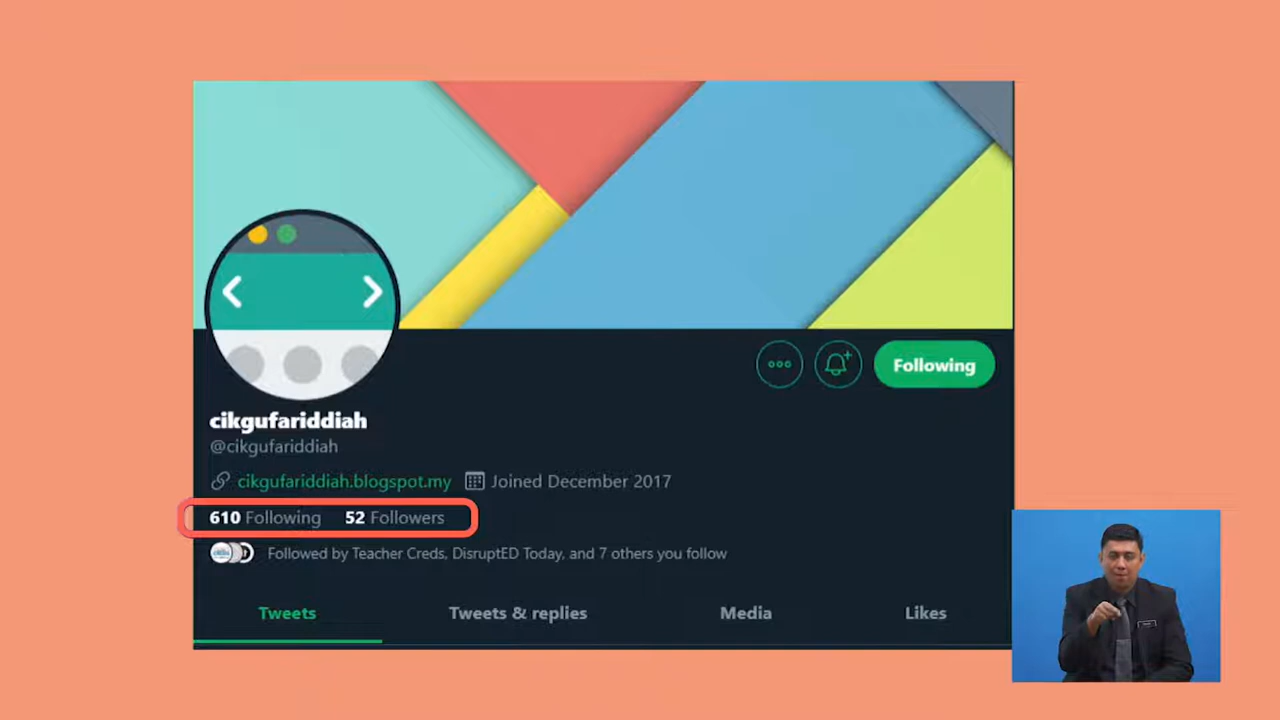 Following
cikgufariddiah
@cikgufariddiah
cikgufariddiah.blogspot.my Joined December 2017
610 Following 52 Followers
Followed by Teacher Creds, DisruptED Today, and 7 others you follow
Tweets Tweets & replies Media Likes